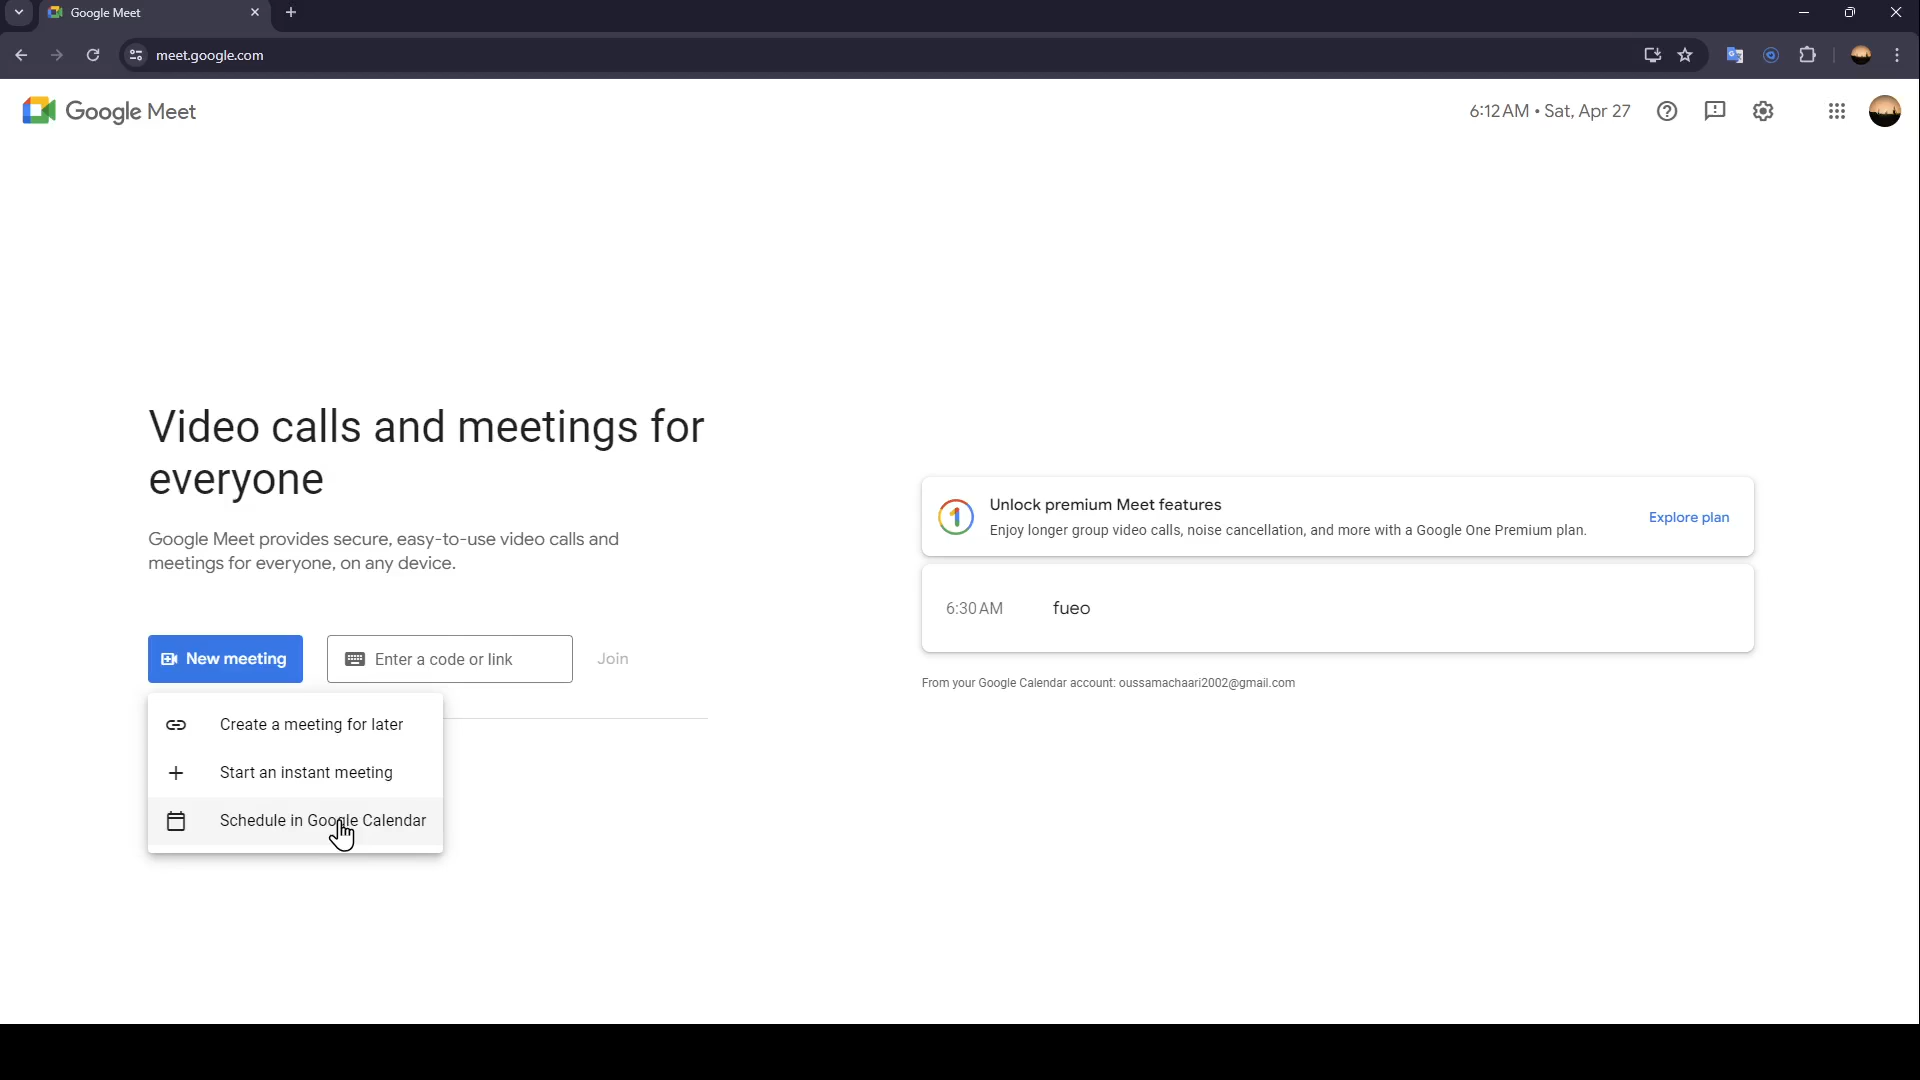 Google Meet
meet.google.com
Google Meet
6:12 AM • Sat, Apr 27
Video calls and meetings for
everyone
Google Meet provides secure, easy-to-use video calls and
meetings for everyone, on any device.
New meeting
Enter a code or link
Join
Create a meeting for later
Start an instant meeting
Schedule in Google Calendar
Unlock premium Meet features
Enjoy longer group video calls, noise cancellation, and more with a Google One Premium plan.
Explore plan
6:30 AM fueo
From your Google Calendar account: oussamachaari2002@gmail.com